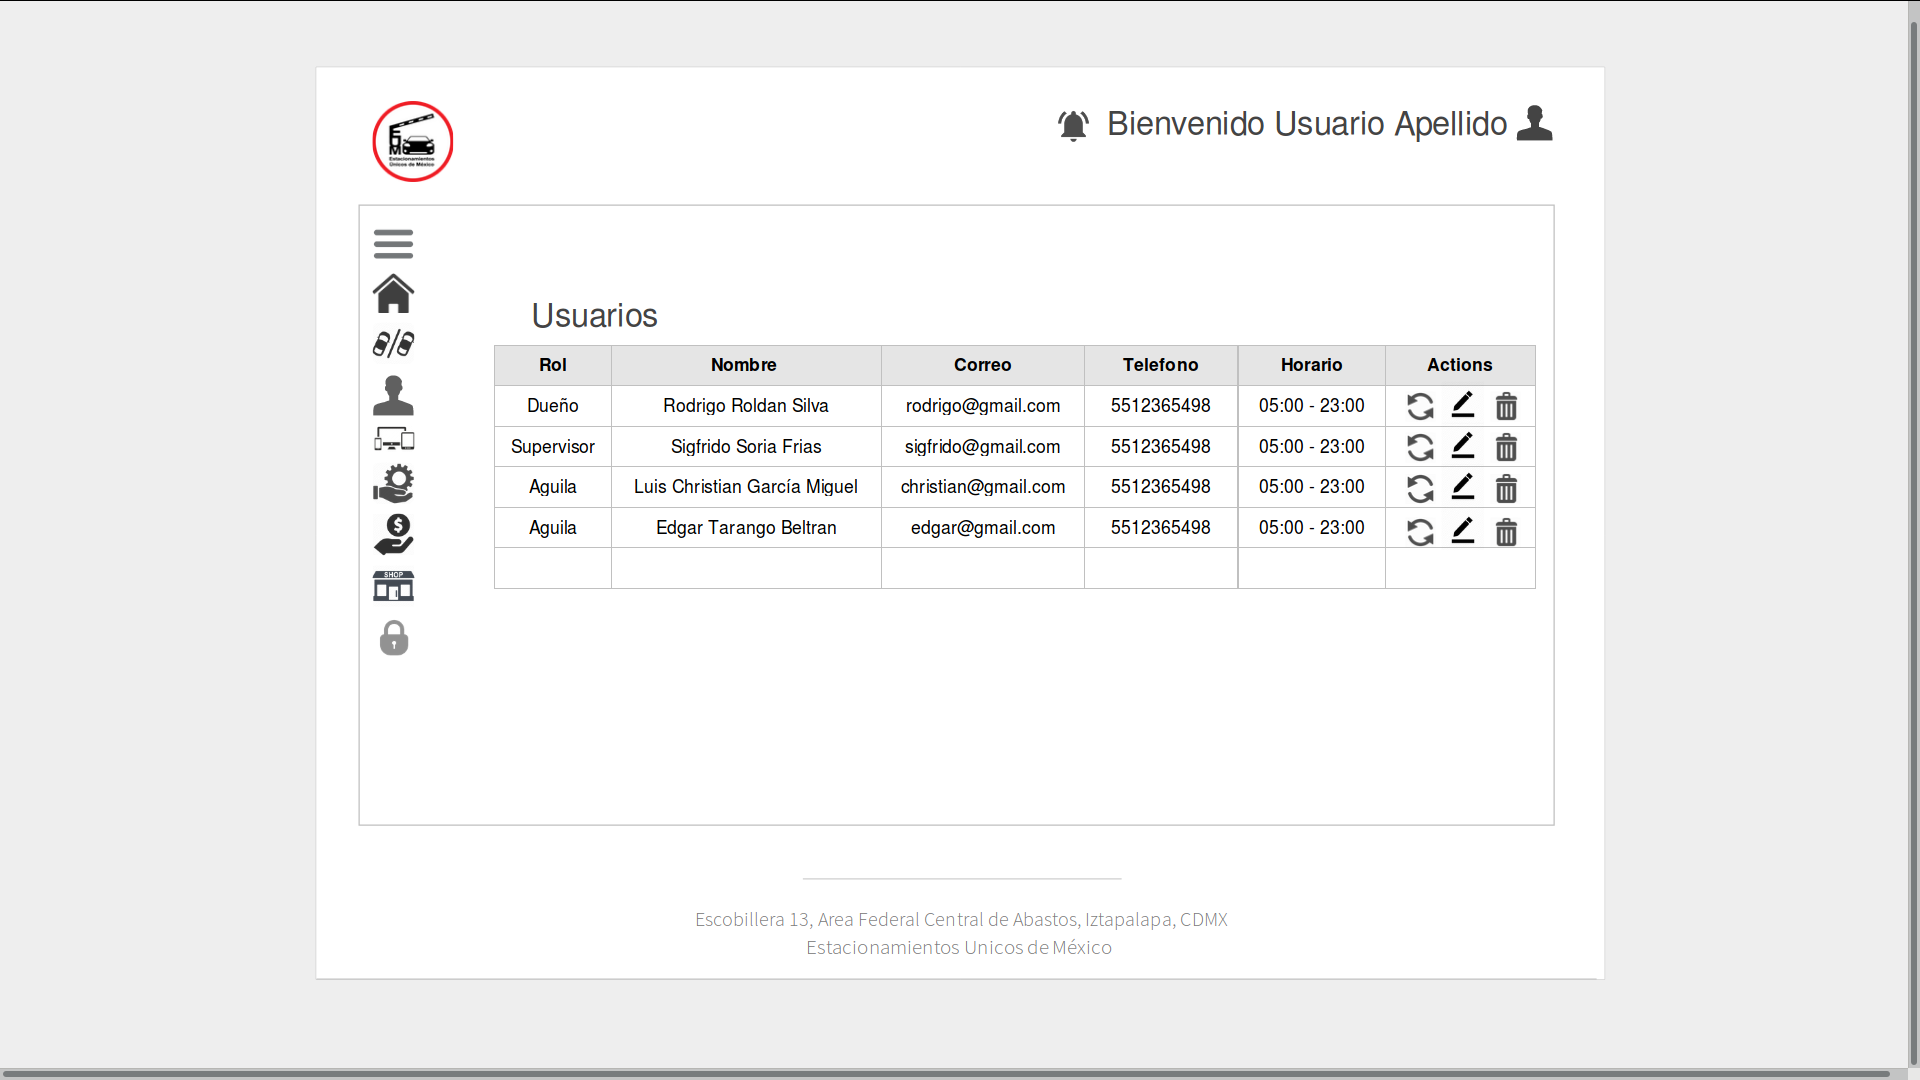 EUM
Estacionamientos
Unicos de México
Bienvenido Usuario Apellido
SHOP
Usuarios
Rol Nombre Correo Telefono Horario Actions
Dueño Rodrigo Roldan Silva rodrigo@gmail.com 5512365498 05:00 - 23:00
Supervisor Sigfrido Soria Frias sigfrido@gmail.com 5512365498 05:00 - 23:00
Aguila Luis Christian García Miguel christian@gmail.com 5512365498 05:00 - 23:00
Aguila Edgar Tarango Beltran edgar@gmail.com 5512365498 05:00 - 23:00
Escobillera 13, Area Federal Central de Abastos, Iztapalapa, CDMX
Estacionamientos Unicos de México